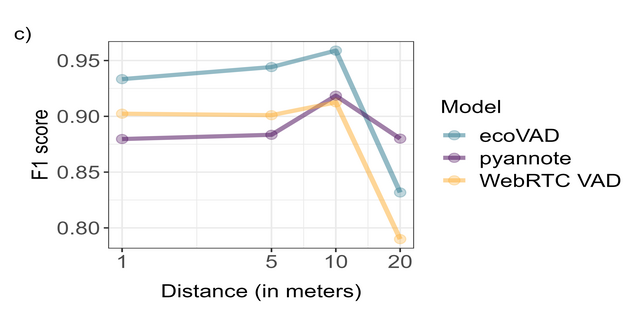 c)
0.95
0.90
0.85
0.80
F1 score
1 5 10 20
Distance (in meters)
Model
ecoVAD
pyannote
WebRTC VAD